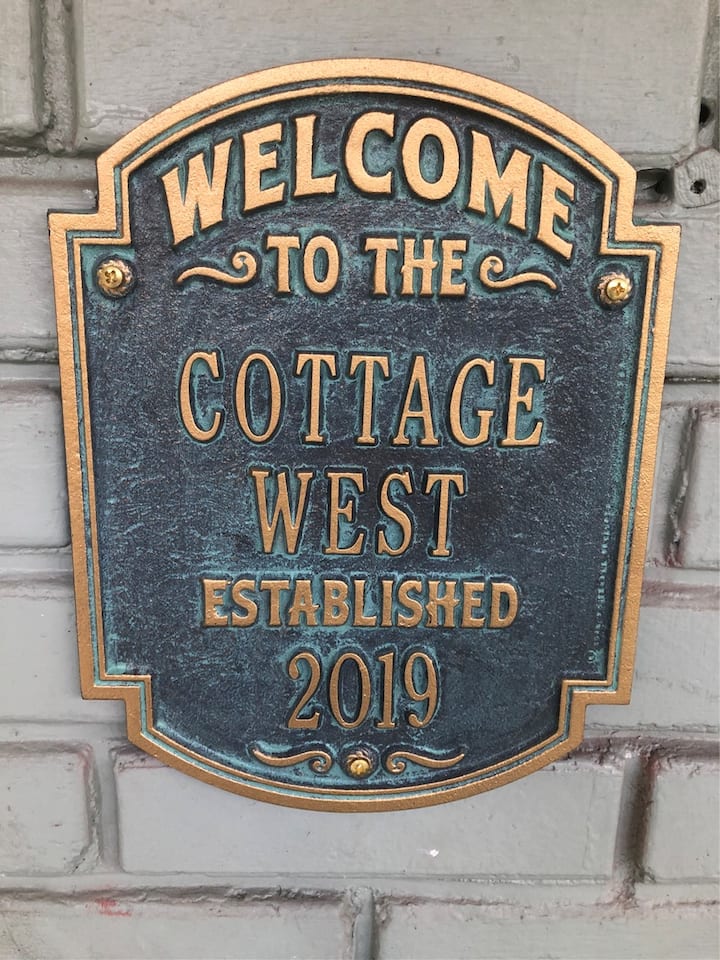 WELCOME
TO THE
COTTAGE
WEST
ESTABLISHED
2019